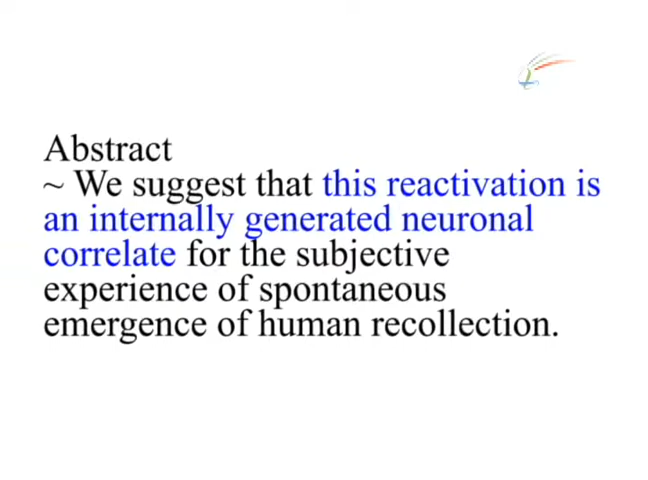 Abstract
~ We suggest that this reactivation is
an internally generated neuronal
correlate for the subjective
experience of spontaneous
emergence of human recollection.